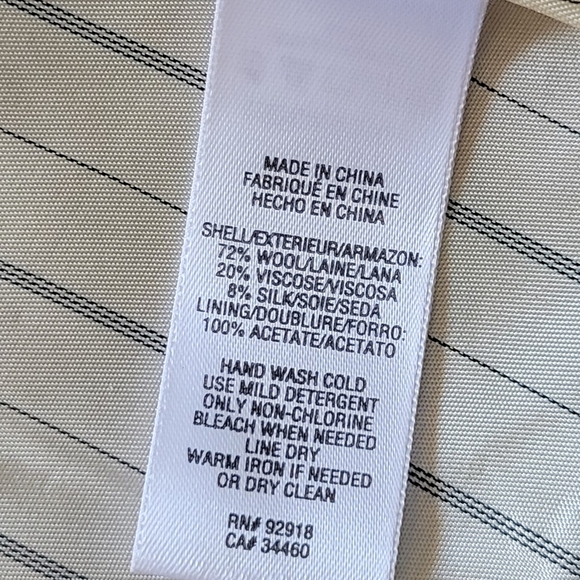 MADE IN CHINA
FABRIQUÉ EN CHINE
HECHO EN CHINA
SHELL/EXTERIEUR/ARMAZON:
72% WOOL/LAINE/LANA
20% VISCOSE/VISCOSA
8% SILK/SOIE/SEDA
LINING/DOUBLURE/FORRO:
100% ACETATE/ACETATO
HAND WASH COLD
USE MILD DETERGENT
ONLY NON-CHLORINE
BLEACH WHEN NEEDED
LINE DRY
WARM IRON IF NEEDED
OR DRY CLEAN
RN# 92918
CA# 34460